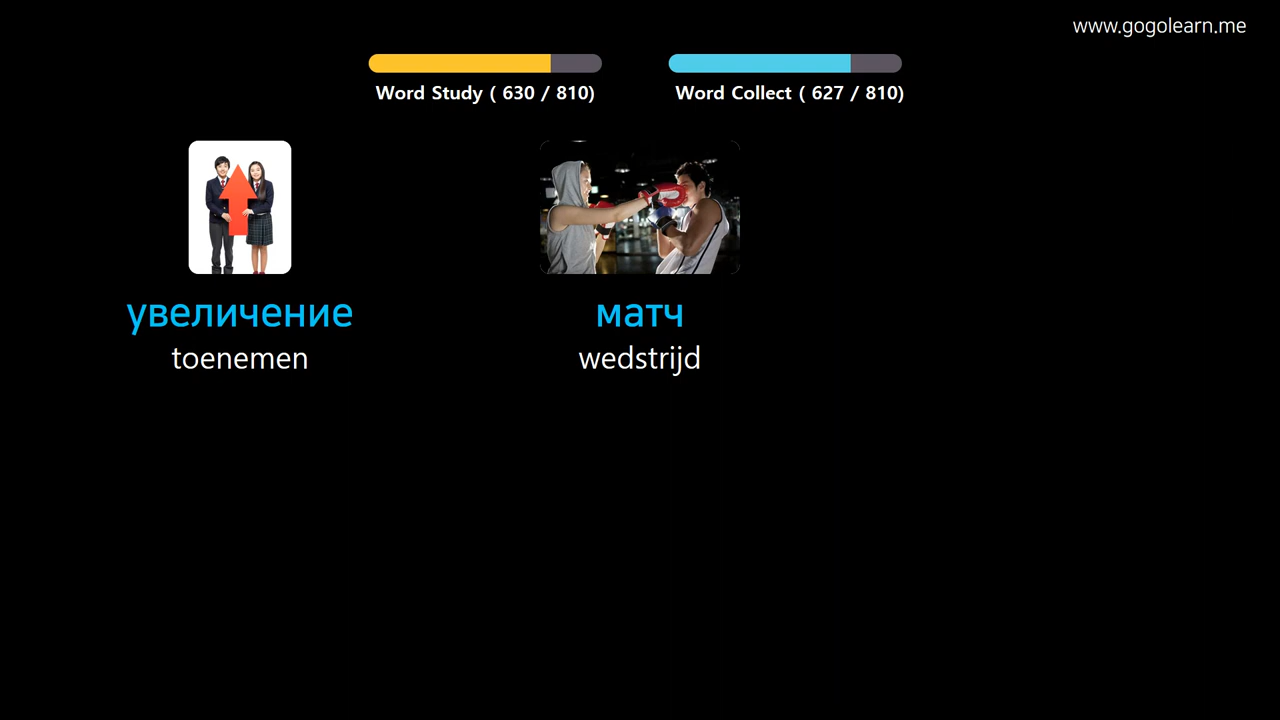 www.gogolearn.me
Word Study ( 630 / 810)
Word Collect ( 627 / 810)
увеличение
toenemen
матч
wedstrijd